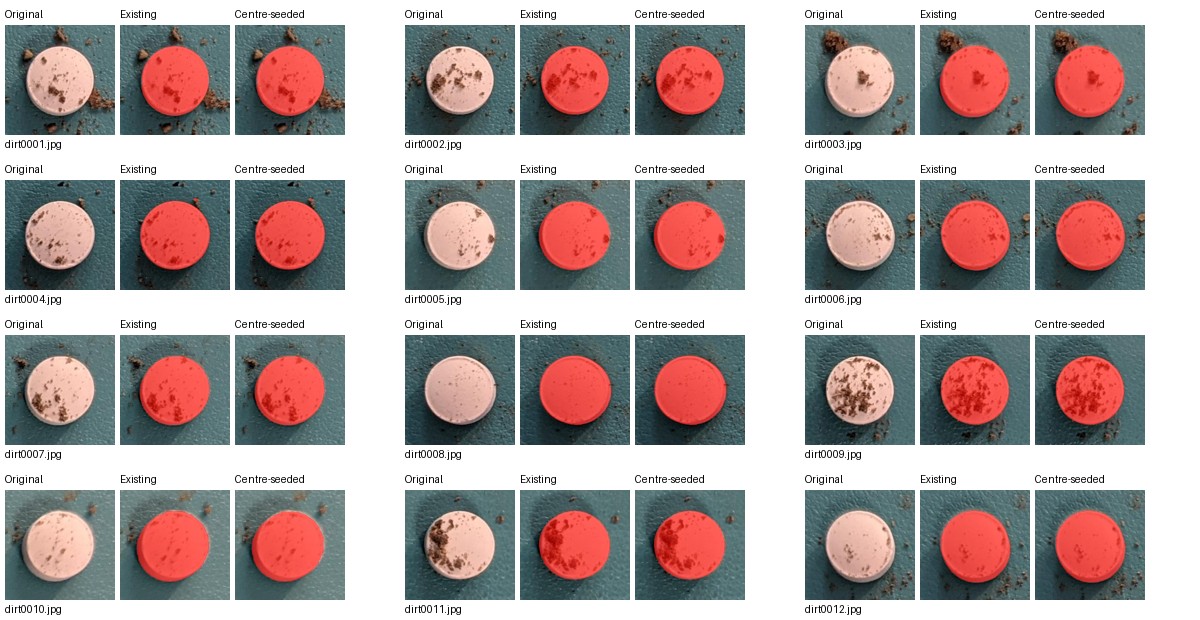 Original Existing Centre-seeded Original Existing Centre-seeded Original Existing Centre-seeded
dirt0001.jpg dirt0002.jpg dirt0003.jpg
Original Existing Centre-seeded Original Existing Centre-seeded Original Existing Centre-seeded
dirt0004.jpg dirt0005.jpg dirt0006.jpg
Original Existing Centre-seeded Original Existing Centre-seeded Original Existing Centre-seeded
dirt0007.jpg dirt0008.jpg dirt0009.jpg
Original Existing Centre-seeded Original Existing Centre-seeded Original Existing Centre-seeded
dirt0010.jpg dirt0011.jpg dirt0012.jpg